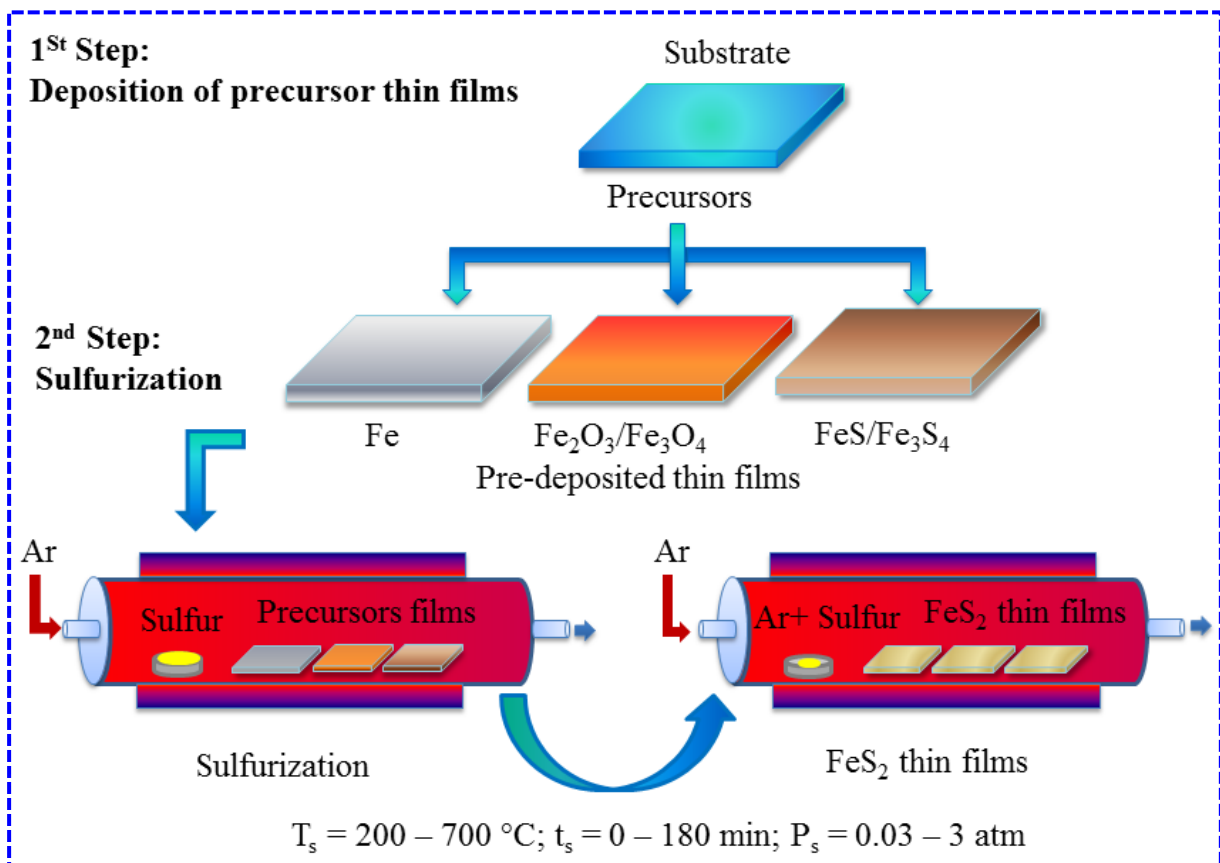 1St Step:
Deposition of precursor thin films
Substrate
Precursors
2nd Step:
Sulfurization
Fe
Fe₂O₃/Fe₃O₄
FeS/Fe₃S₄
Pre-deposited thin films
Ar
Sulfur
Precursors films
Ar
Ar+ Sulfur
FeS₂ thin films
Sulfurization
FeS₂ thin films
Tₛ = 200 – 700 °C; tₛ = 0 – 180 min; Pₛ = 0.03 – 3 atm